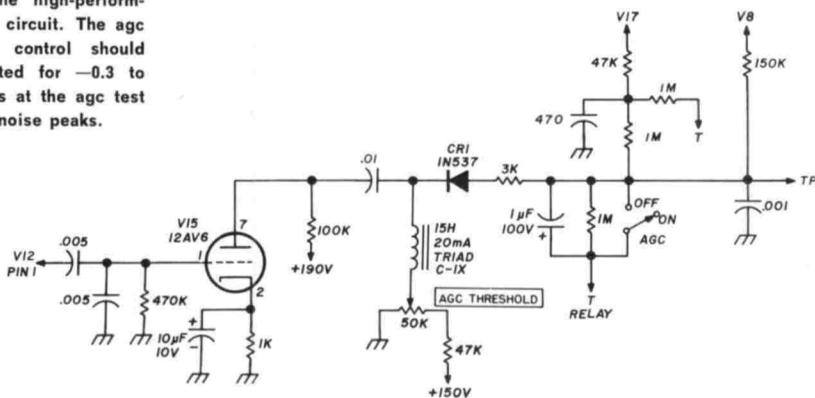 the high-perform-
circuit. The agc
control should
ted for —0.3 to
s at the agc test
noise peaks.
V17
V8
47K
150K
1M
470
T
1M
CR1
1N537
.01
3K
TP
V15
12AV6
7
100K
+190V
15H
20mA
TRIAD
C-1X
1µF
100V
+
1M
OFF
ON
AGC
.001
V12
PIN 1
.005
1
2
.005
470K
+
10µF
10V
–
1K
AGC THRESHOLD
50K
47K
+150V
T
RELAY